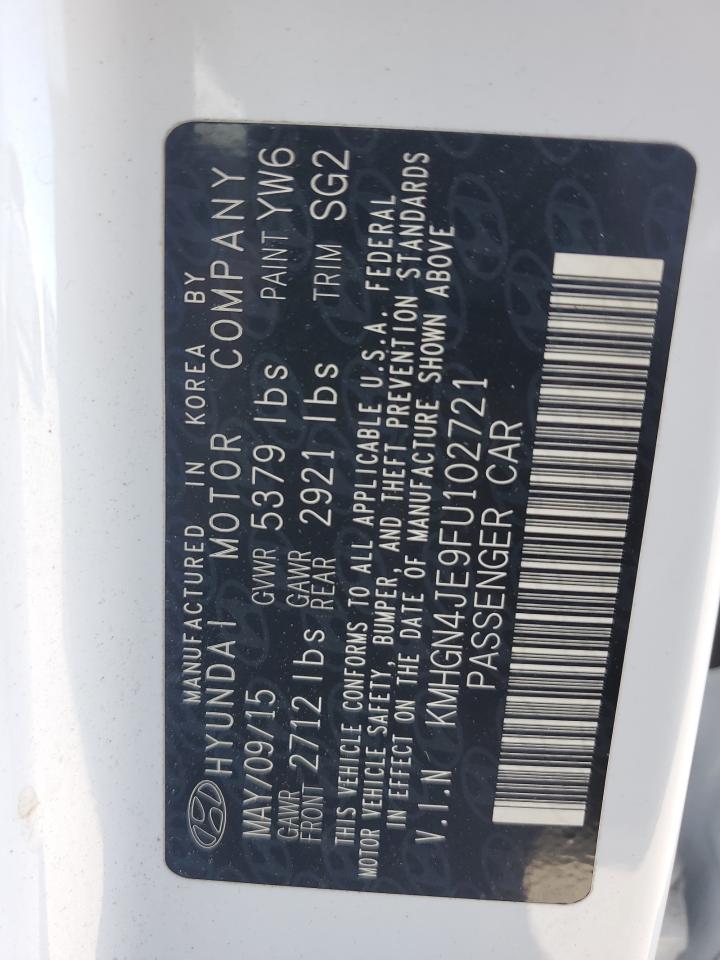 MANUFACTURED IN KOREA BY
HYUNDAI MOTOR COMPANY
MAY/09/15 GVWR 5379 lbs PAINT YW6
GAWR FRONT 2712 lbs GAWR REAR 2921 lbs TRIM SG2
THIS VEHICLE CONFORMS TO ALL APPLICABLE U.S.A. FEDERAL
MOTOR VEHICLE SAFETY, BUMPER, AND THEFT PREVENTION STANDARDS
IN EFFECT ON THE DATE OF MANUFACTURE SHOWN ABOVE
V.I.N KMHGN4JE9FU102721
PASSENGER CAR